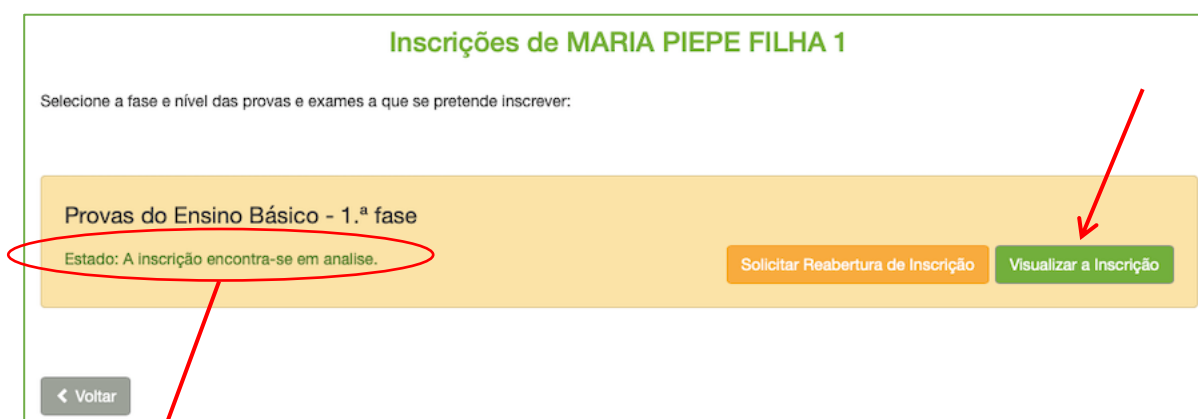 Inscrições de MARIA PIEPE FILHA 1
Selecione a fase e nível das provas e exames a que se pretende inscrever:
Provas do Ensino Básico - 1.ª fase
Estado: A inscrição encontra-se em analise.
Solicitar Reabertura de Inscrição
Visualizar a Inscrição
Voltar